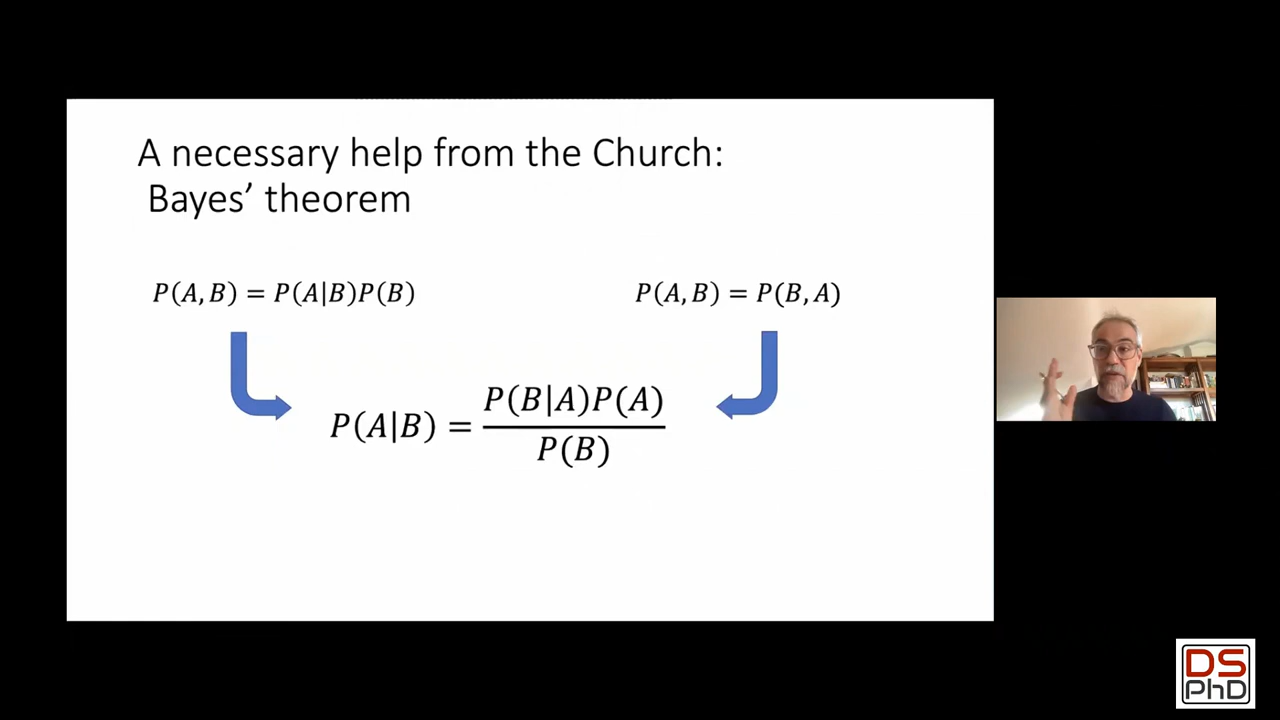 A necessary help from the Church:
Bayes’ theorem
P(A,B) = P(A|B)P(B)
P(A,B) = P(B,A)
P(A|B) = P(B|A)P(A) / P(B)
DS
PhD